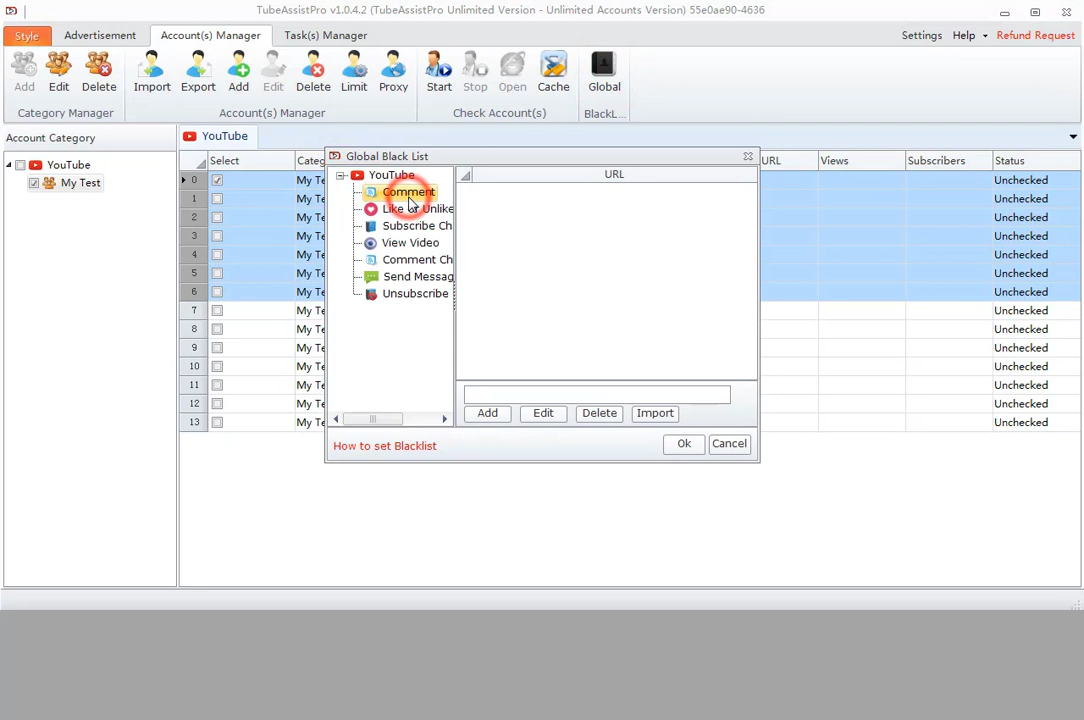 TubeAssistPro v1.0.4.2 (TubeAssistPro Unlimited Version - Unlimited Accounts Version) 55e0ae90-4636
Style Advertisement Account(s) Manager Task(s) Manager Settings Help Refund Request
Add Edit Delete Import Export Add Edit Delete Limit Proxy Start Stop Open Cache Global
Category Manager Account(s) Manager Check Account(s) BlackL...
Account Category
YouTube
My Test
YouTube
Select Categ URL Views Subscribers Status
0 My Te Unchecked
1 My Te Unchecked
2 My Te Unchecked
3 My Te Unchecked
4 My Te Unchecked
5 My Te Unchecked
6 My Te Unchecked
7 My Te Unchecked
8 My Te Unchecked
9 My Te Unchecked
10 My Te Unchecked
11 My Te Unchecked
12 My Te Unchecked
13 My Te Unchecked
Global Black List
YouTube
Comment
Like or Unlike
Subscribe Ch
View Video
Comment Ch
Send Messag
Unsubscribe
URL
Add Edit Delete Import
How to set Blacklist
Ok Cancel